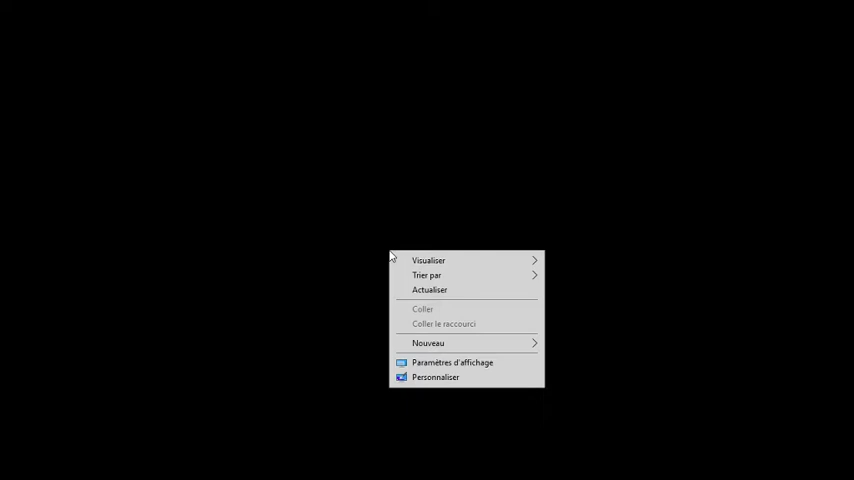 Visualiser
Trier par
Actualiser
Coller
Coller le raccourci
Nouveau
Paramètres d'affichage
Personnaliser